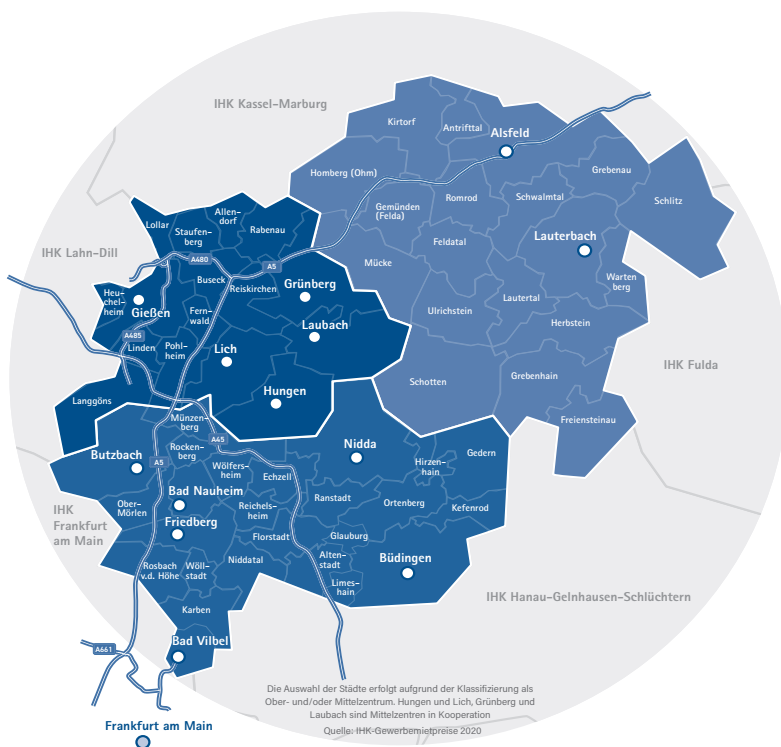 IHK Kassel-Marburg
Kirtorf
Antrifttal
Alsfeld
Homberg (Ohm)
Grebenau
Gemünden
(Felda)
Romrod
Schwalmtal
Schlitz
Lollar
Allen-
dorf
Staufen-
berg
Rabenau
Feldatal
Lauterbach
IHK Lahn-Dill
A480
A5
Mücke
Buseck
Reiskirchen
Grünberg
Warten
berg
Heu-
chel-
heim
Gießen
Fern-
wald
Lautertal
Ulrichstein
Herbstein
Laubach
A485
Linden
Pohl-
heim
Lich
IHK Fulda
Schotten
Grebenhain
Hungen
Langgöns
Freiensteinau
Münzen-
berg
A45
Butzbach
A5
Rocken-
berg
Wölfers-
heim
Echzell
Nidda
Hirzen-
hain
Gedern
Bad Nauheim
Ranstadt
Ortenberg
Kefenrod
IHK
Frankfurt
am Main
Ober-
Mörlen
Reichels-
heim
Friedberg
Florstadt
Glauburg
Rosbach
v.d. Höhe
Wöll-
stadt
Niddatal
Alten-
stadt
Büdingen
Limes-
hain
IHK Hanau-Gelnhausen-Schlüchtern
Karben
Bad Vilbel
A661
Die Auswahl der Städte erfolgt aufgrund der Klassifizierung als
Ober- und/oder Mittelzentrum. Hungen und Lich, Grünberg und
Laubach sind Mittelzentren in Kooperation
Quelle: IHK-Gewerbemietpreise 2020
Frankfurt am Main